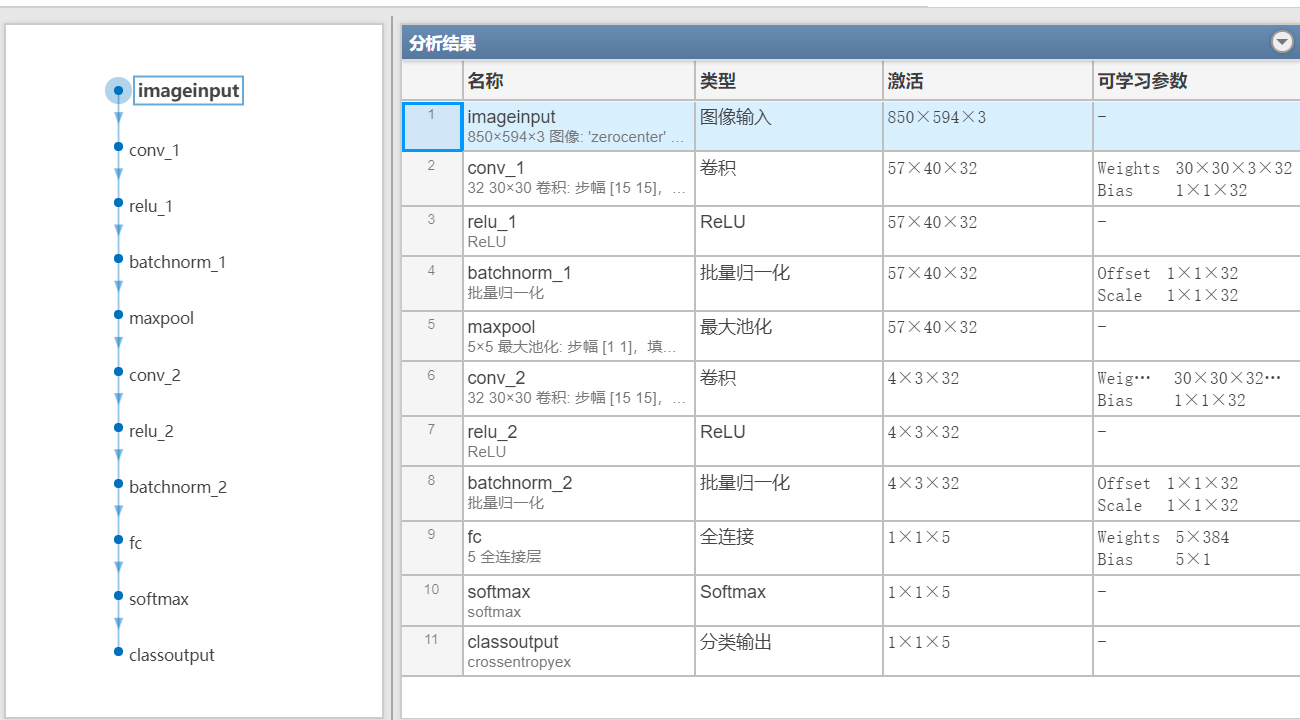 imageinput
conv_1
relu_1
batchnorm_1
maxpool
conv_2
relu_2
batchnorm_2
fc
softmax
classoutput
分析结果
名称 类型 激活 可学习参数
1 imageinput 图像输入 850×594×3 -
850×594×3 图像: 'zerocenter' ...
2 conv_1 卷积 57×40×32 Weights 30×30×3×32
32 30×30 卷积: 步幅 [15 15]，... Bias 1×1×32
3 relu_1 ReLU 57×40×32 -
ReLU
4 batchnorm_1 批量归一化 57×40×32 Offset 1×1×32
批量归一化 Scale 1×1×32
5 maxpool 最大池化 57×40×32 -
5×5 最大池化: 步幅 [1 1]，填...
6 conv_2 卷积 4×3×32 Weig… 30×30×32…
32 30×30 卷积: 步幅 [15 15]，... Bias 1×1×32
7 relu_2 ReLU 4×3×32 -
ReLU
8 batchnorm_2 批量归一化 4×3×32 Offset 1×1×32
批量归一化 Scale 1×1×32
9 fc 全连接 1×1×5 Weights 5×384
5 全连接层 Bias 5×1
10 softmax Softmax 1×1×5 -
softmax
11 classoutput 分类输出 1×1×5 -
crossentropyex